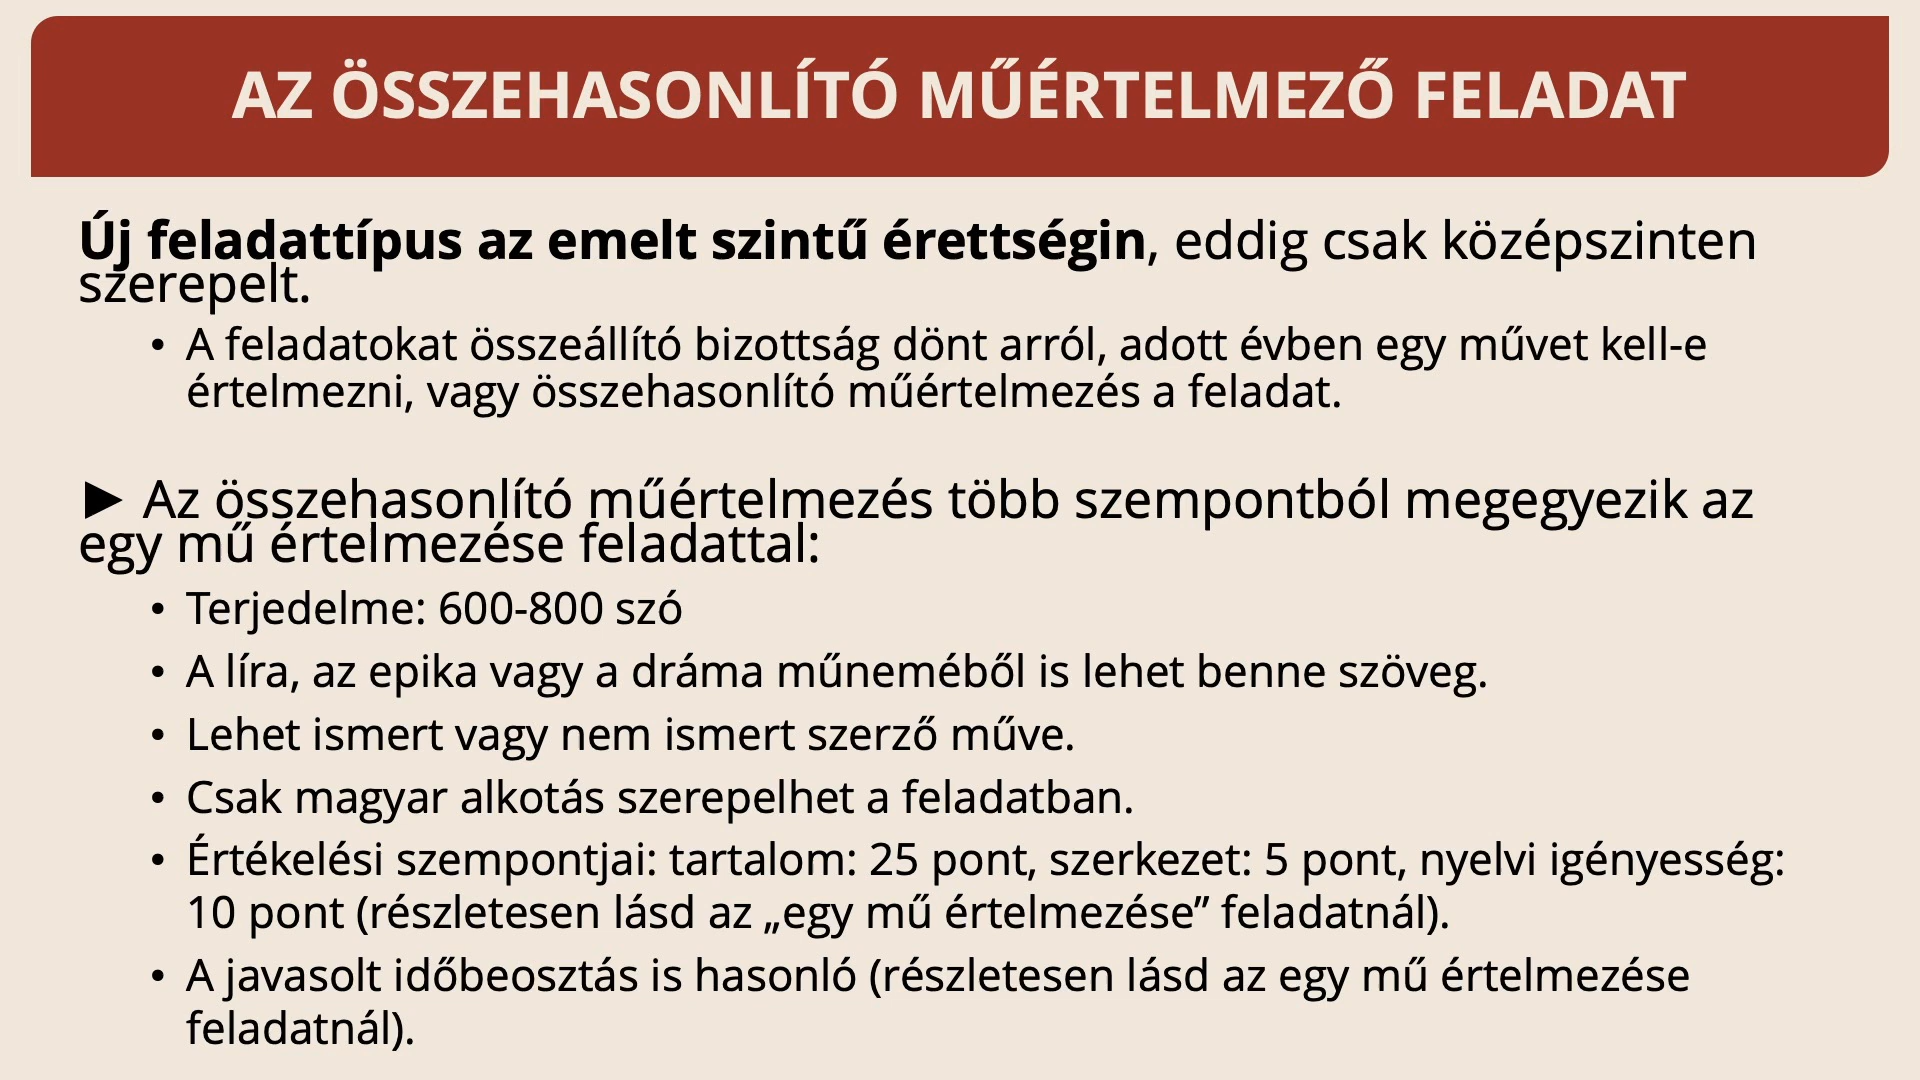 AZ ÖSSZEHASONLÍTÓ MŰÉRTELMEZŐ FELADAT
Új feladattípus az emelt szintű érettségin, eddig csak középszinten
szerepelt.
• A feladatokat összeállító bizottság dönt arról, adott évben egy művet kell-e
értelmezni, vagy összehasonlító műértelmezés a feladat.
► Az összehasonlító műértelmezés több szempontból megegyezik az
egy mű értelmezése feladattal:
• Terjedelme: 600-800 szó
• A líra, az epika vagy a dráma műneméből is lehet benne szöveg.
• Lehet ismert vagy nem ismert szerző műve.
• Csak magyar alkotás szerepelhet a feladatban.
• Értékelési szempontjai: tartalom: 25 pont, szerkezet: 5 pont, nyelvi igényesség:
10 pont (részletesen lásd az „egy mű értelmezése” feladatnál).
• A javasolt időbeosztás is hasonló (részletesen lásd az egy mű értelmezése
feladatnál).